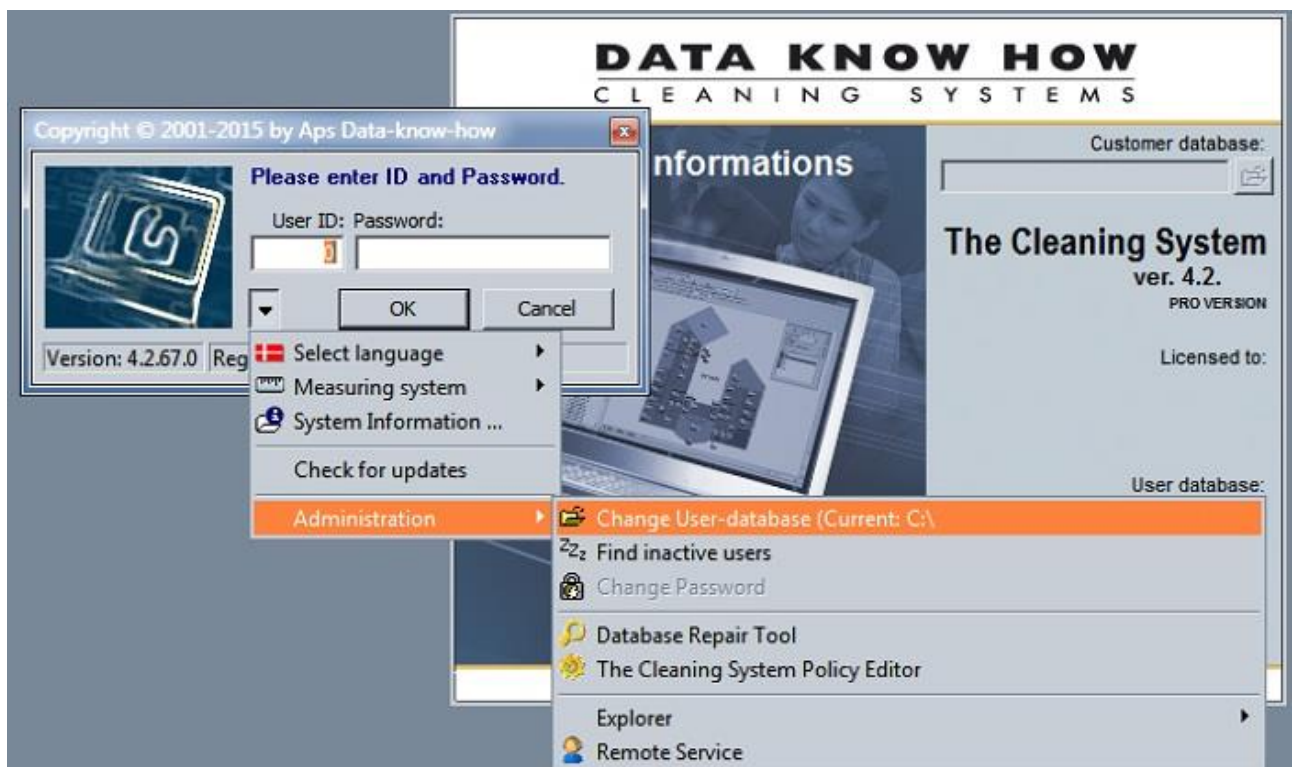 DATA KNOW HOW
CLEANING SYSTEMS
Copyright © 2001-2015 by Aps Data-know-how
Please enter ID and Password.
User ID: Password:
0
OK Cancel
Version: 4.2.67.0 Reg
Select language
Measuring system
System Information ...
Check for updates
Administration
nformations
Customer database:
The Cleaning System
ver. 4.2.
PRO VERSION
Licensed to:
User database:
Change User-database (Current: C:\
Find inactive users
Change Password
Database Repair Tool
The Cleaning System Policy Editor
Explorer
Remote Service